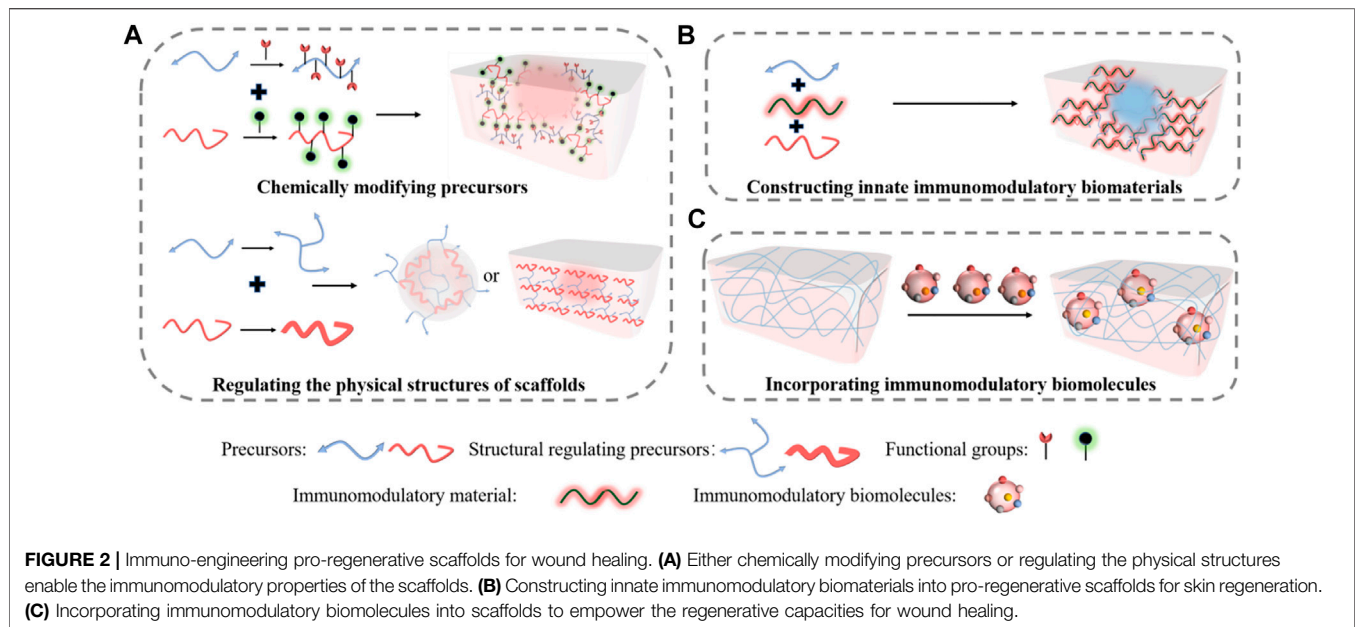 A
Chemically modifying precursors
or
Regulating the physical structures of scaffolds
B
Constructing innate immunomodulatory biomaterials
C
Incorporating immunomodulatory biomolecules
Precursors: Structural regulating precursors: Functional groups:
Immunomodulatory material: Immunomodulatory biomolecules:
FIGURE 2 | Immuno-engineering pro-regenerative scaffolds for wound healing. (A) Either chemically modifying precursors or regulating the physical structures
enable the immunomodulatory properties of the scaffolds. (B) Constructing innate immunomodulatory biomaterials into pro-regenerative scaffolds for skin regeneration.
(C) Incorporating immunomodulatory biomolecules into scaffolds to empower the regenerative capacities for wound healing.